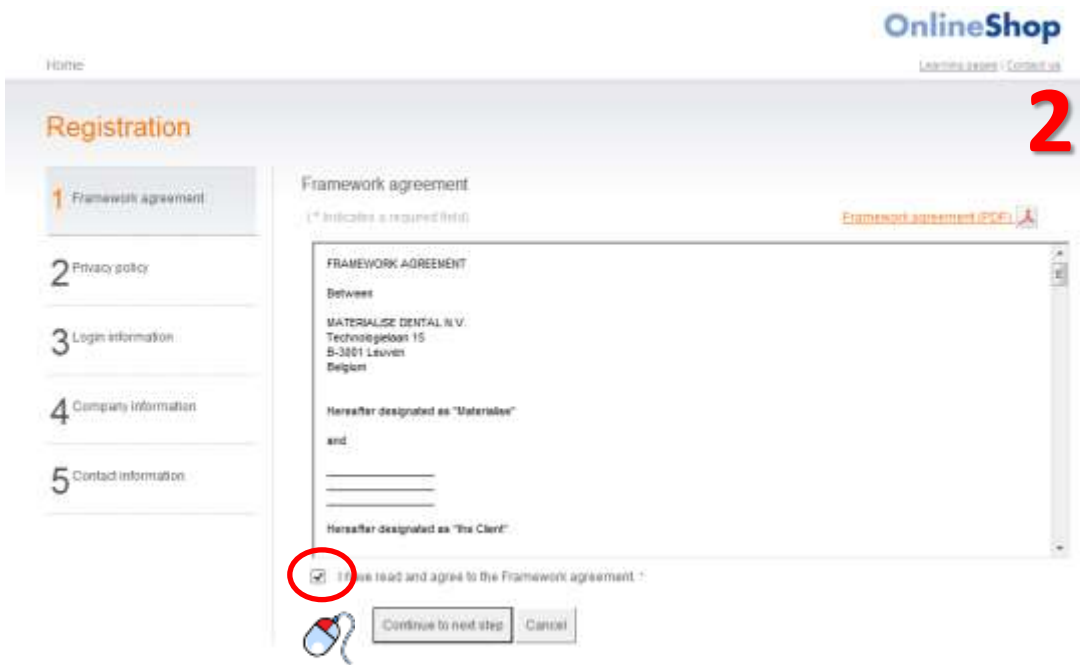 OnlineShop
Home
Learning pages | Contact us
2
Registration
1 Framework agreement
2 Privacy policy
3 Login information
4 Company information
5 Contact information
Framework agreement
(* Indicates a required field)
Framework agreement (PDF)
FRAMEWORK AGREEMENT
Between
MATERIALISE DENTAL N.V.
Technologielaan 15
B-3001 Leuven
Belgium
Hereafter designated as "Materialise"
and
Hereafter designated as "the Client"
I have read and agree to the Framework agreement *
Continue to next step
Cancel